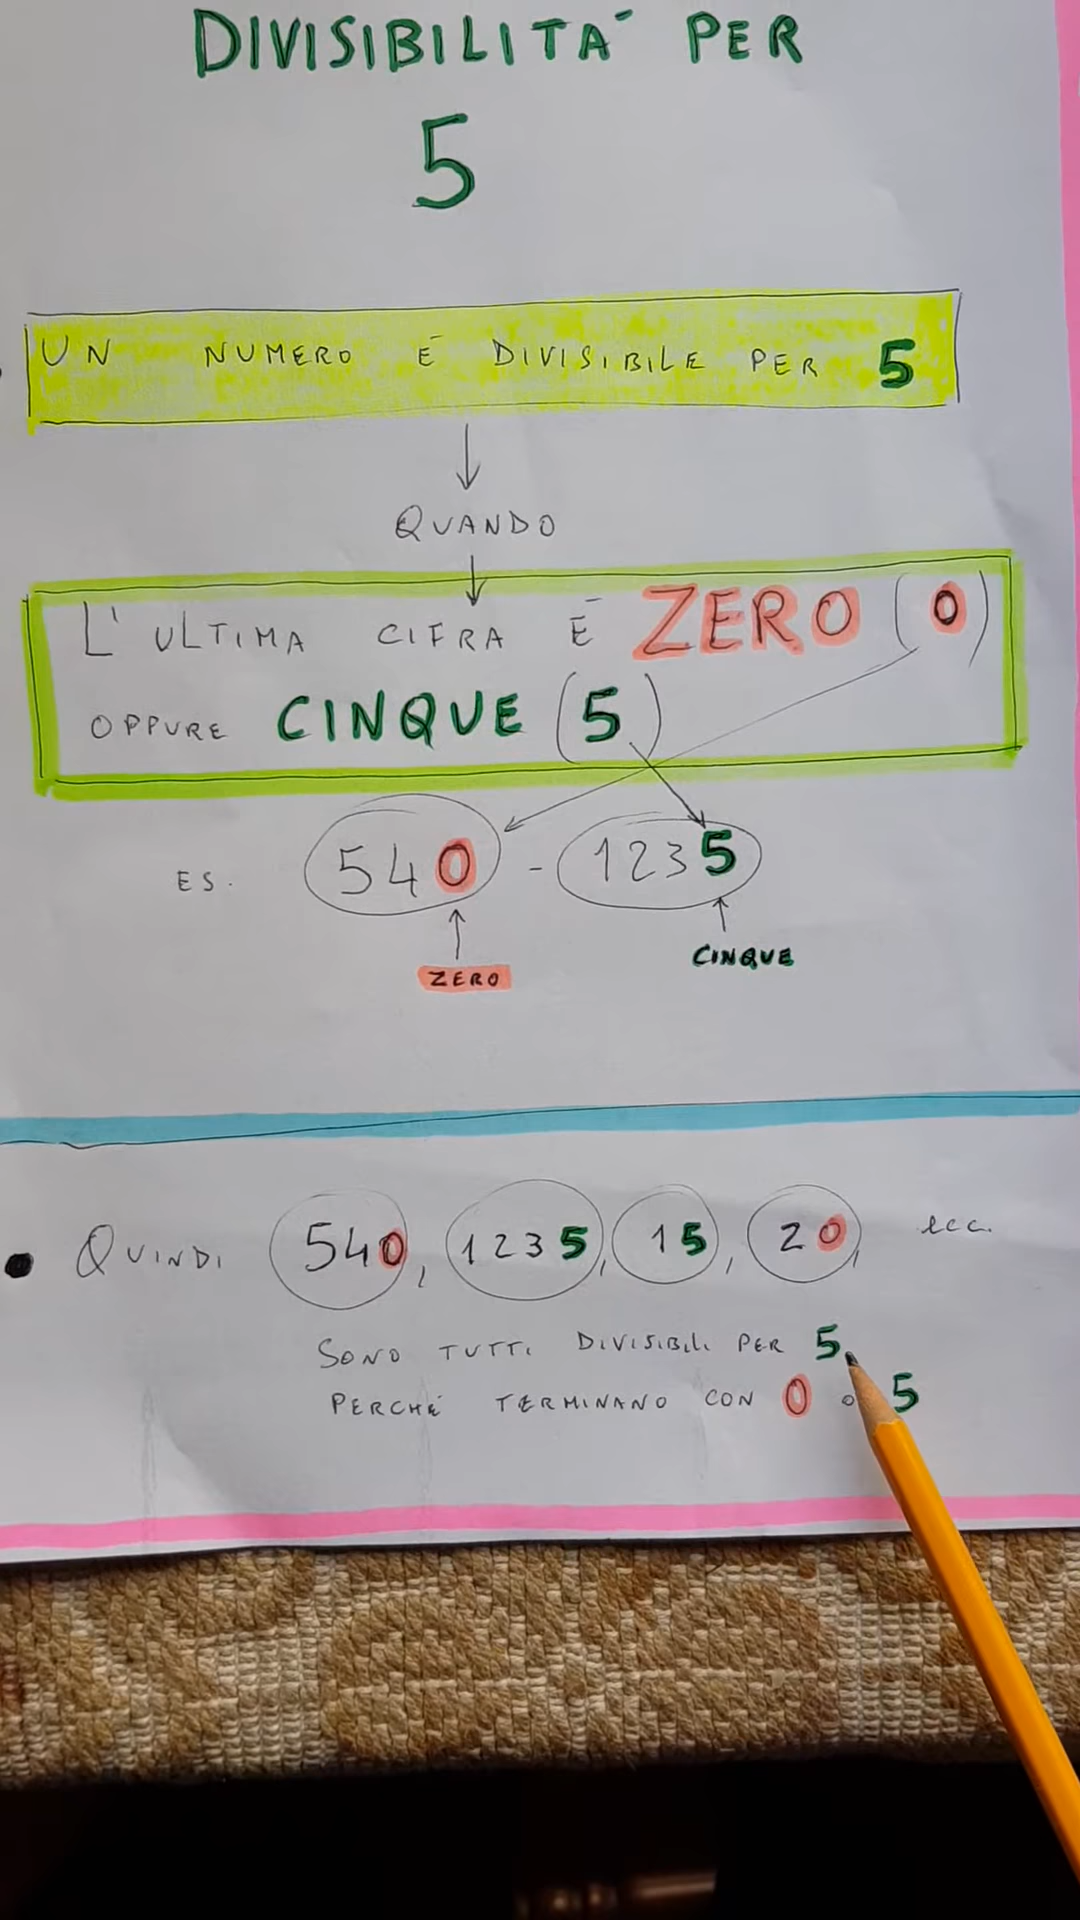 DIVISIBILITÀ PER
5
UN NUMERO È DIVISIBILE PER 5
QUANDO
L'ULTIMA CIFRA È ZERO (0)
OPPURE CINQUE (5)
ES. 540 - 1235
ZERO CINQUE
QUINDI 540, 1235, 15, 20, ecc.
SONO TUTTI DIVISIBILI PER 5
PERCHÉ TERMINANO CON 0 O 5